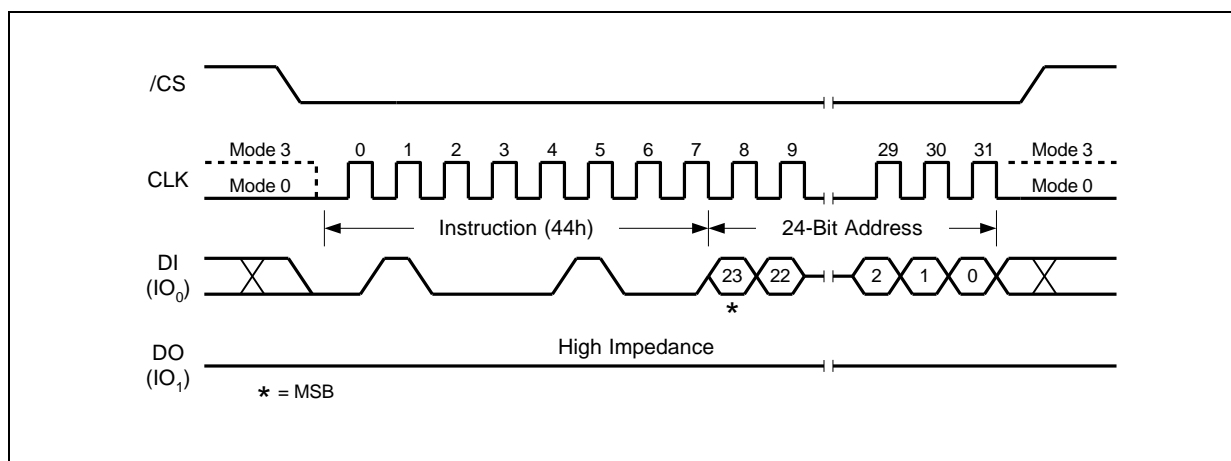 /CS
Mode 3
0 1 2 3 4 5 6 7 8 9 29 30 31
Mode 3
CLK
Mode 0
Mode 0
Instruction (44h)
24-Bit Address
DI
(IO0)
23 22 2 1 0
*
DO
(IO1)
High Impedance
* = MSB